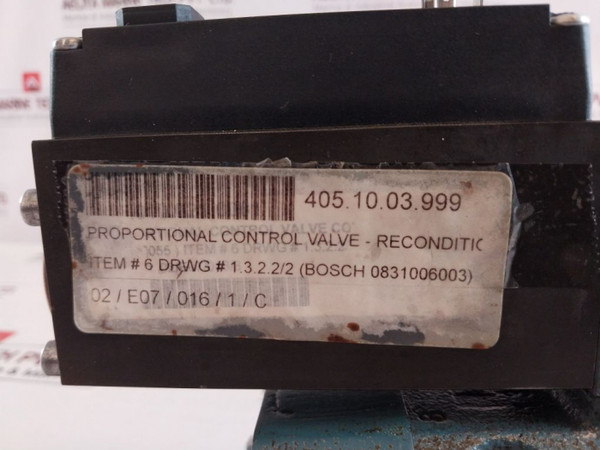 405.10.03.999
PROPORTIONAL CONTROL VALVE - RECONDITIC
ITEM # 6 DRWG # 1.3.2.2/2 (BOSCH 0831006003)
02 / E07 / 016 / 1 / C